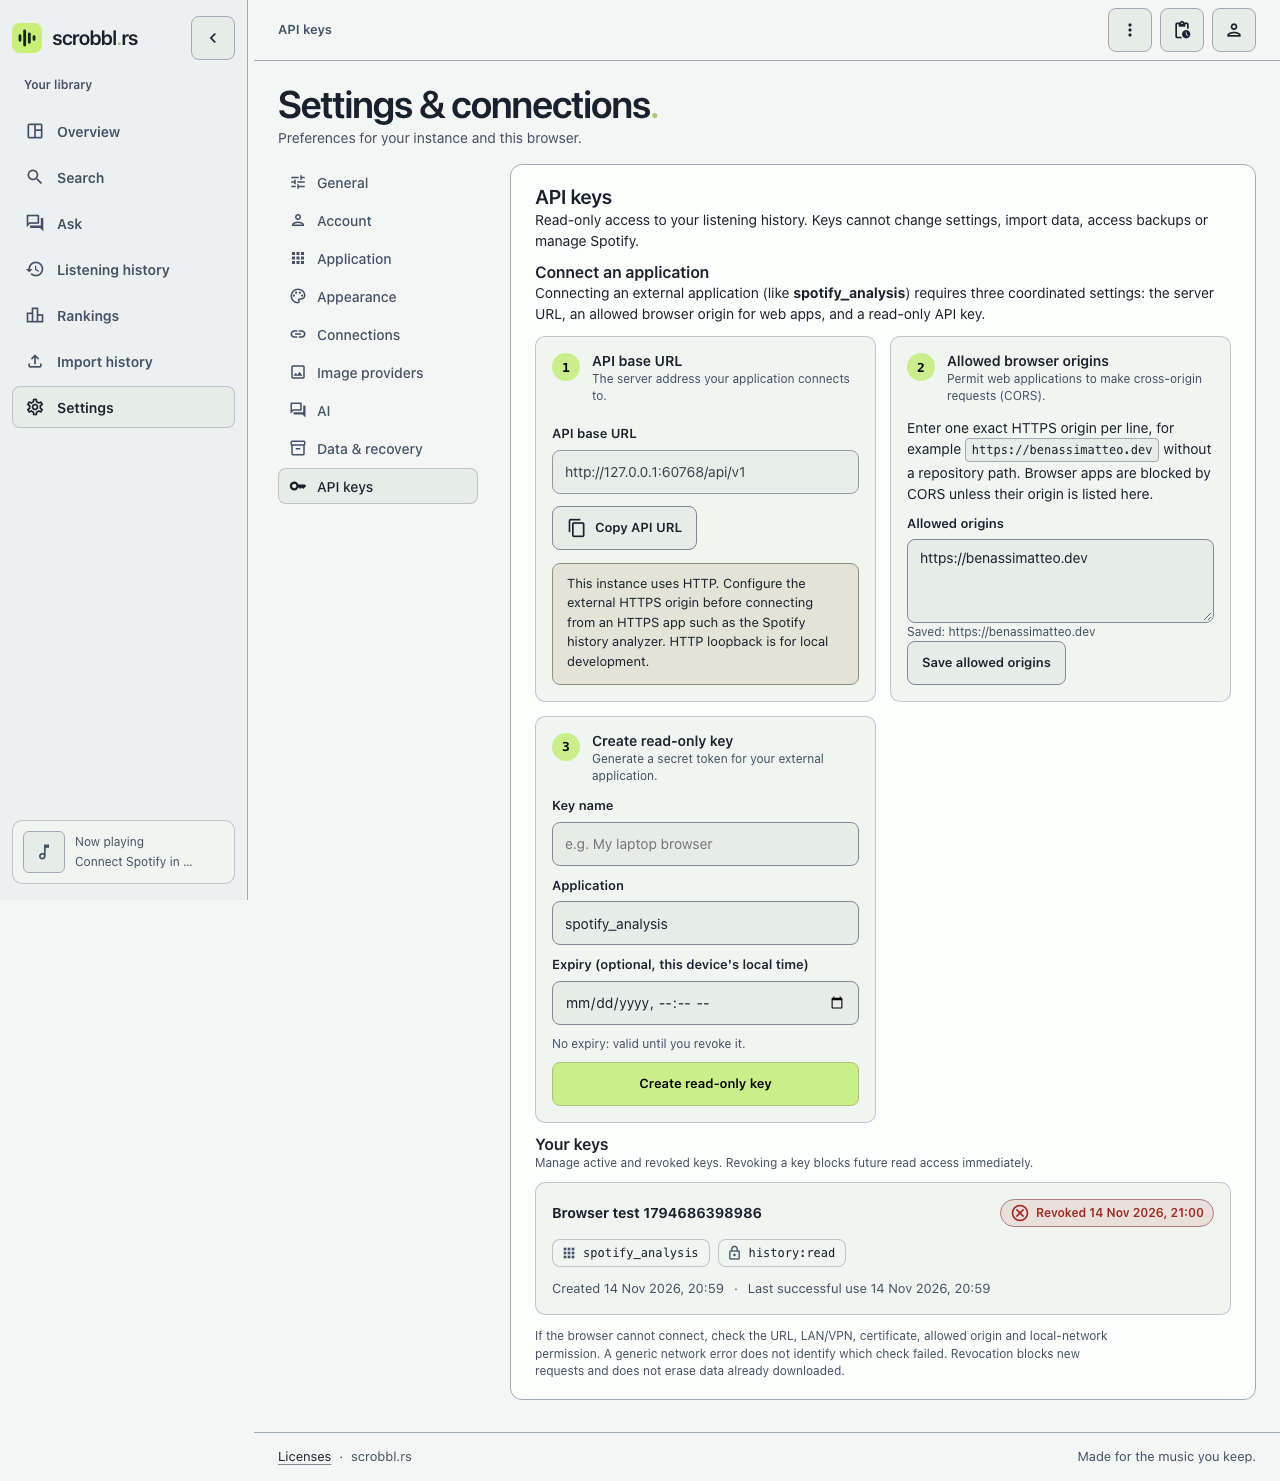 scrobbl.rs
Your library
Overview
Search
Ask
Listening history
Rankings
Import history
Settings
Now playing
Connect Spotify in ...
API keys
Settings & connections.
Preferences for your instance and this browser.
General
Account
Application
Appearance
Connections
Image providers
AI
Data & recovery
API keys
API keys
Read-only access to your listening history. Keys cannot change settings, import data, access backups or
manage Spotify.
Connect an application
Connecting an external application (like spotify_analysis) requires three coordinated settings: the server
URL, an allowed browser origin for web apps, and a read-only API key.
1
API base URL
The server address your application connects
to.
API base URL
http://127.0.0.1:60768/api/v1
Copy API URL
This instance uses HTTP. Configure the
external HTTPS origin before connecting
from an HTTPS app such as the Spotify
history analyzer. HTTP loopback is for local
development.
2
Allowed browser origins
Permit web applications to make cross-origin
requests (CORS).
Enter one exact HTTPS origin per line, for
example https://benassimatteo.dev without
a repository path. Browser apps are blocked by
CORS unless their origin is listed here.
Allowed origins
https://benassimatteo.dev
Saved: https://benassimatteo.dev
Save allowed origins
3
Create read-only key
Generate a secret token for your external
application.
Key name
e.g. My laptop browser
Application
spotify_analysis
Expiry (optional, this device's local time)
mm/dd/yyyy, --:-- --
No expiry: valid until you revoke it.
Create read-only key
Your keys
Manage active and revoked keys. Revoking a key blocks future read access immediately.
Browser test 1794686398986
Revoked 14 Nov 2026, 21:00
spotify_analysis
history:read
Created 14 Nov 2026, 20:59 · Last successful use 14 Nov 2026, 20:59
If the browser cannot connect, check the URL, LAN/VPN, certificate, allowed origin and local-network
permission. A generic network error does not identify which check failed. Revocation blocks new
requests and does not erase data already downloaded.
Licenses · scrobbl.rs
Made for the music you keep.